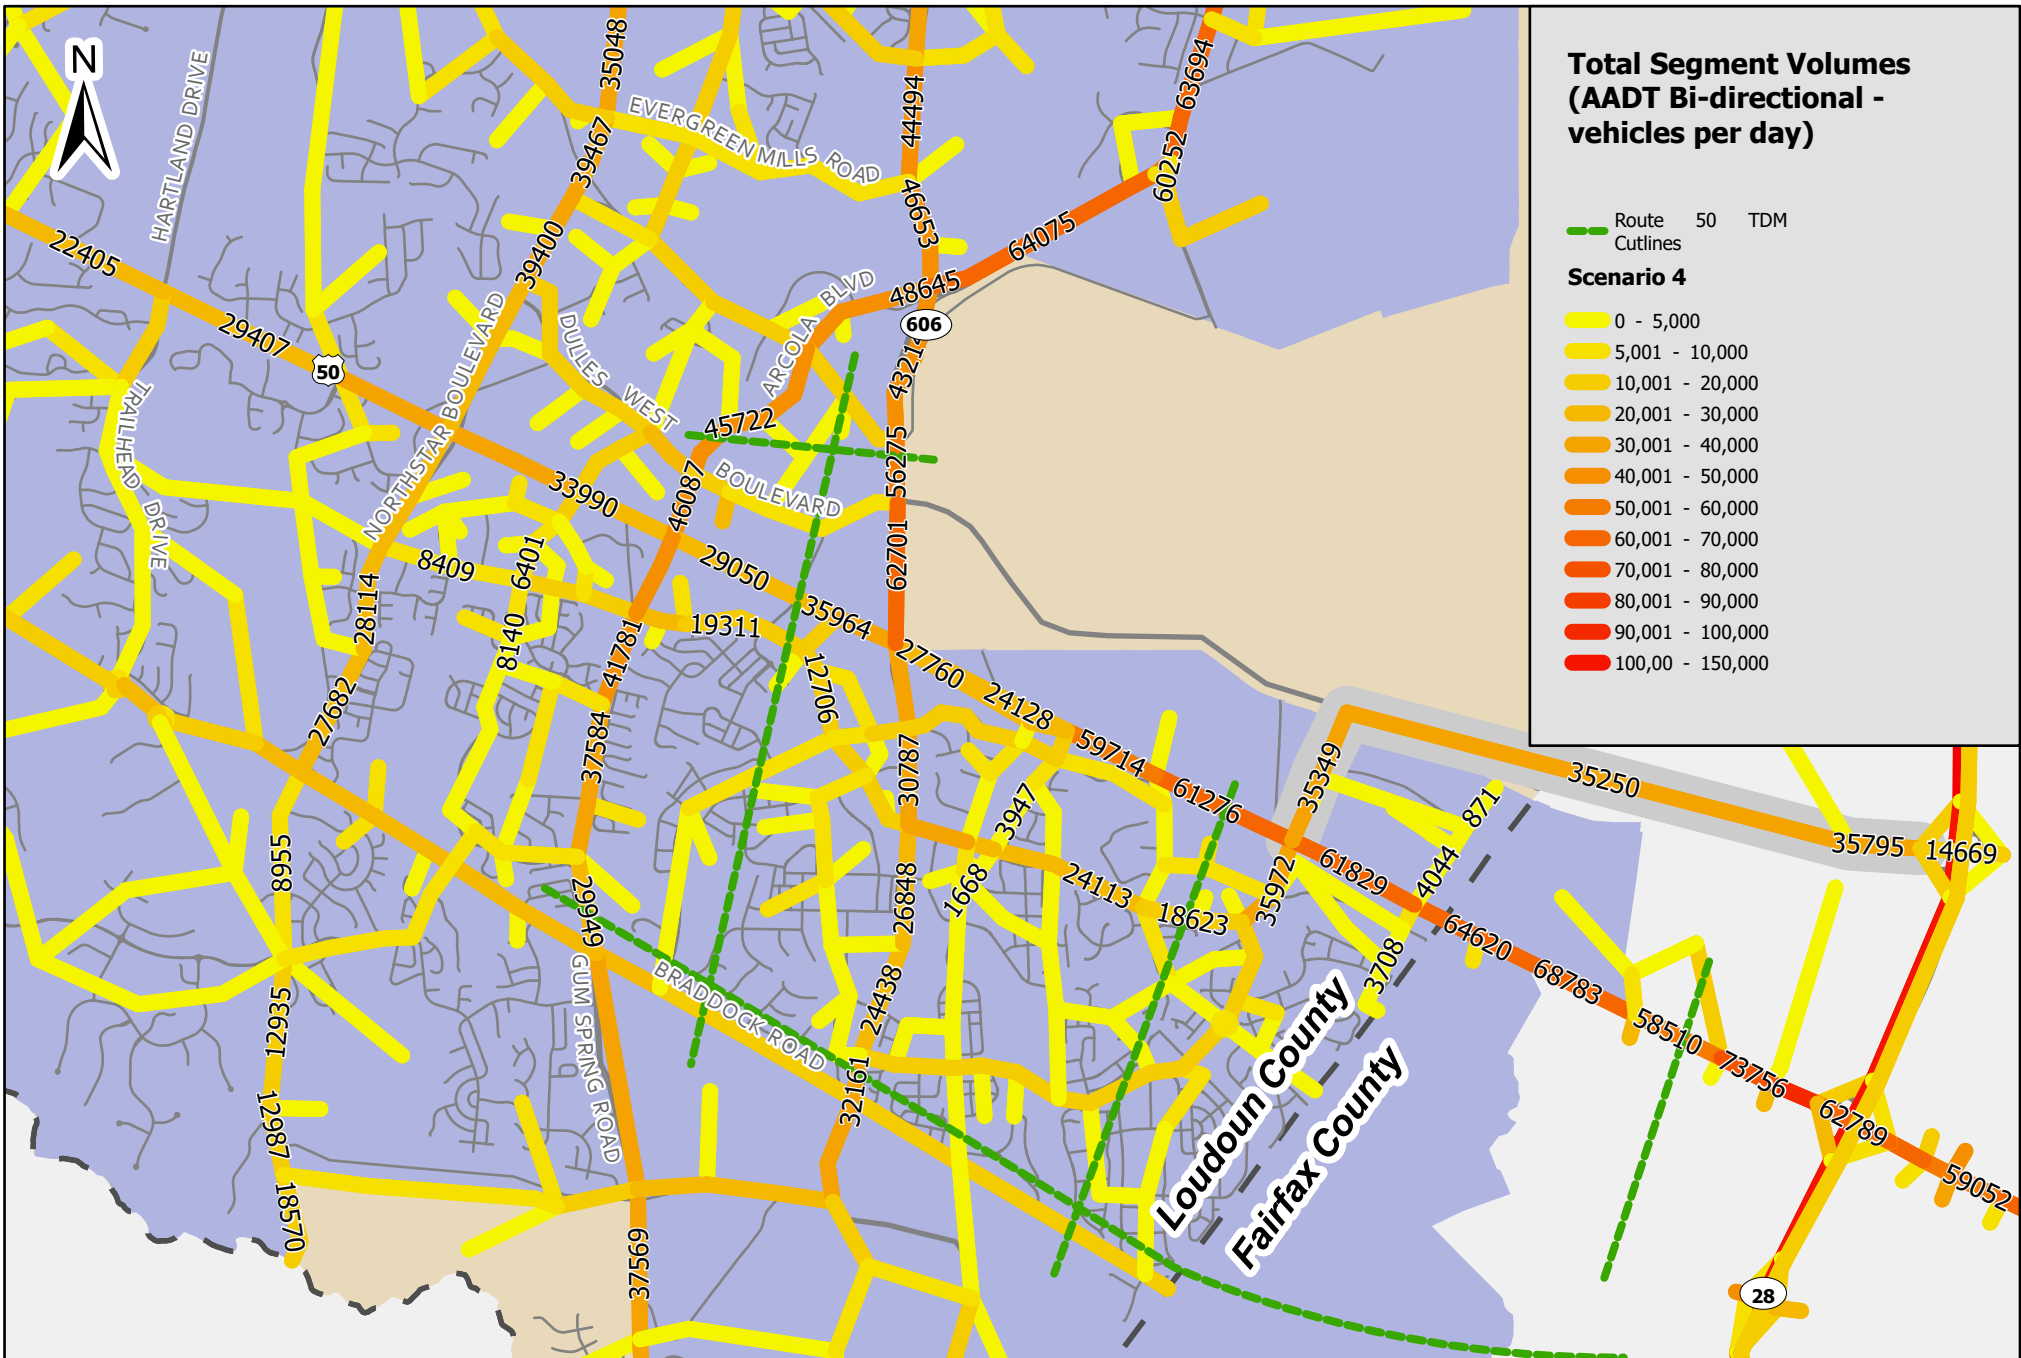 Total Segment Volumes
(AADT Bi-directional -
vehicles per day)
Route 50 TDM
Cutlines
Scenario 4
0 - 5,000
5,001 - 10,000
10,001 - 20,000
20,001 - 30,000
30,001 - 40,000
40,001 - 50,000
50,001 - 60,000
60,001 - 70,000
70,001 - 80,000
80,001 - 90,000
90,001 - 100,000
100,00 - 150,000
N
HARTLAND DRIVE
35048
EVERGREEN MILLS ROAD
39467
44494
63694
60252
46653
64075
22405
39400
48645
ARCOLA BLVD
606
29407
50
NORTHSTAR BOULEVARD
DULLES WEST
BOULEVARD
43214
TRAILHEAD DRIVE
45722
56275
46087
33990
62701
29050
8409
6401
28114
8140
41781
19311
35964
27760
12706
24128
27682
37584
30787
59714
61276
35349
35250
3947
871
35795
14669
8955
29949
26848
1668
24113
18623
35972
61829
4044
64620
3708
68783
58510
73756
62789
59052
12935
GUM SPRING ROAD
BRADDOCK ROAD
24438
32161
12987
18570
37569
Loudoun County
Fairfax County
28